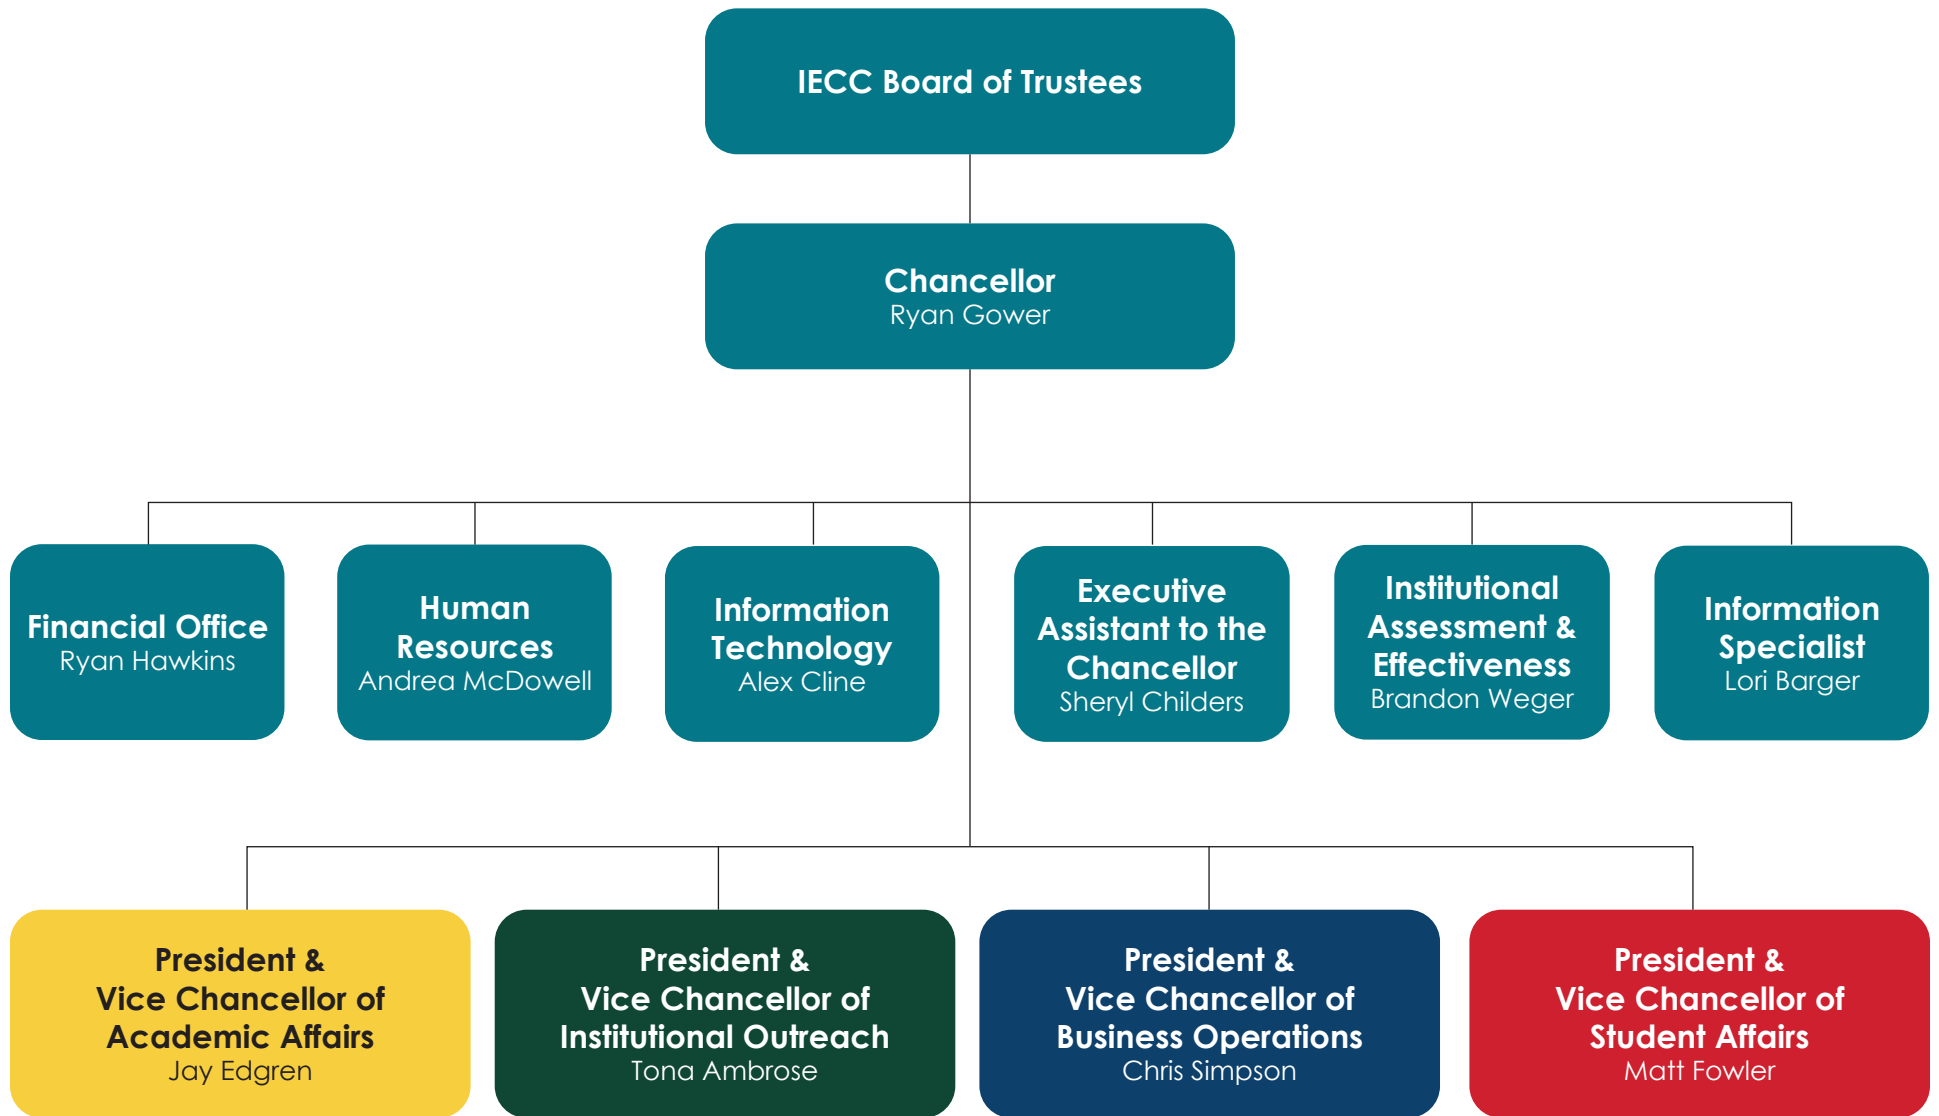 IECC Board of Trustees
Chancellor
Ryan Gower
Financial Office
Ryan Hawkins
Human
Resources
Andrea McDowell
Information
Technology
Alex Cline
Executive
Assistant to the
Chancellor
Sheryl Childers
Institutional
Assessment &
Effectiveness
Brandon Weger
Information
Specialist
Lori Barger
President &
Vice Chancellor of
Academic Affairs
Jay Edgren
President &
Vice Chancellor of
Institutional Outreach
Tona Ambrose
President &
Vice Chancellor of
Business Operations
Chris Simpson
President &
Vice Chancellor of
Student Affairs
Matt Fowler